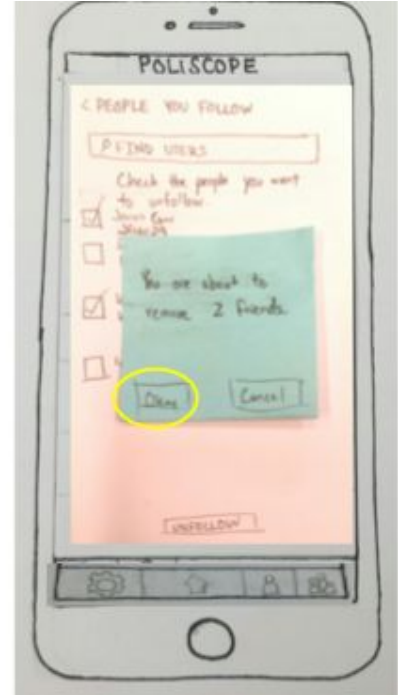 POLISCOPE
< PEOPLE YOU FOLLOW
FIND USERS
Check the people you want
to unfollow
You are about to
remove 2 friends.
Done
Cancel
UNFOLLOW